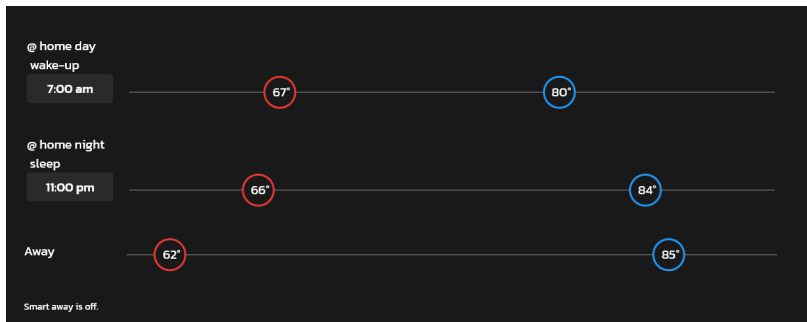 @ home day
wake-up
7:00 am
67° 80°
@ home night
sleep
11:00 pm
66° 84°
Away
62° 85°
Smart away is off.